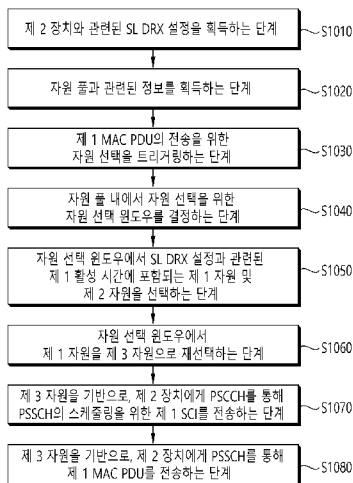 제 2 장치와 관련된 SL DRX 설정을 획득하는 단계
S1010
자원 풀과 관련된 정보를 획득하는 단계
S1020
제 1 MAC PDU의 전송을 위한
자원 선택을 트리거링하는 단계
S1030
자원 풀 내에서 자원 선택을 위한
자원 선택 윈도우를 결정하는 단계
S1040
자원 선택 윈도우에서 SL DRX 설정과 관련된
제 1 활성 시간에 포함되는 제 1 자원 및
제 2 자원을 선택하는 단계
S1050
자원 선택 윈도우에서
제 1 자원을 제 3 자원으로 재선택하는 단계
S1060
제 3 자원을 기반으로, 제 2 장치에게 PSCCH를 통해
PSSCH의 스케줄링을 위한 제 1 SCI를 전송하는 단계
S1070
제 3 자원을 기반으로, 제 2 장치에게 PSSCH를 통해
제 1 MAC PDU를 전송하는 단계
S1080